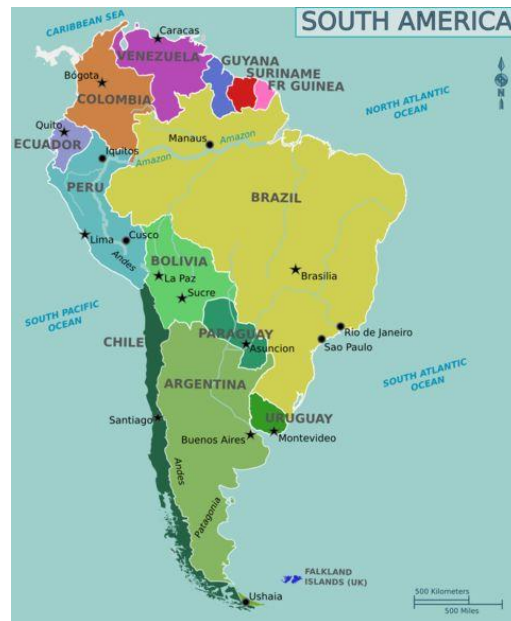 SOUTH AMERICA
CARIBBEAN SEA
Caracas
VENEZUELA
GUYANA
SURINAME
FR GUINEA
Bógota
COLOMBIA
NORTH ATLANTIC
OCEAN
N
Quito
ECUADOR
Manaus
Amazon
Iquitos
Amazon
PERU
BRAZIL
Lima
Cusco
Andes
BOLIVIA
La Paz
Sucre
Brasilia
SOUTH PACIFIC
OCEAN
CHILE
PARAGUAY
Asuncion
Rio de Janeiro
Sao Paulo
ARGENTINA
SOUTH ATLANTIC
OCEAN
Santiago
URUGUAY
Buenos Aires
Montevideo
Andes
Patagonia
FALKLAND
ISLANDS (UK)
Ushaia
500 Kilometers
500 Miles